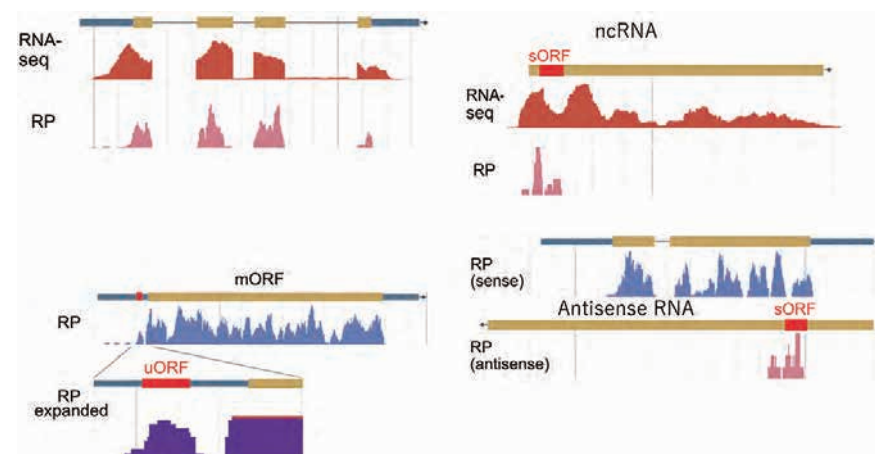 RNA-
seq
RP
ncRNA
sORF
RNA-
seq
RP
mORF
RP
uORF
RP
expanded
RP
(sense)
Antisense RNA
sORF
RP
(antisense)